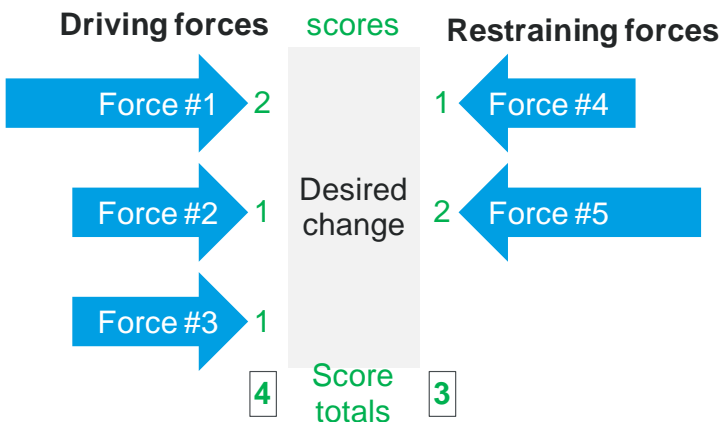 Driving forces scores Restraining forces
Force #1 2 1 Force #4
Force #2 1 Desired change 2 Force #5
Force #3 1
4 Score totals 3